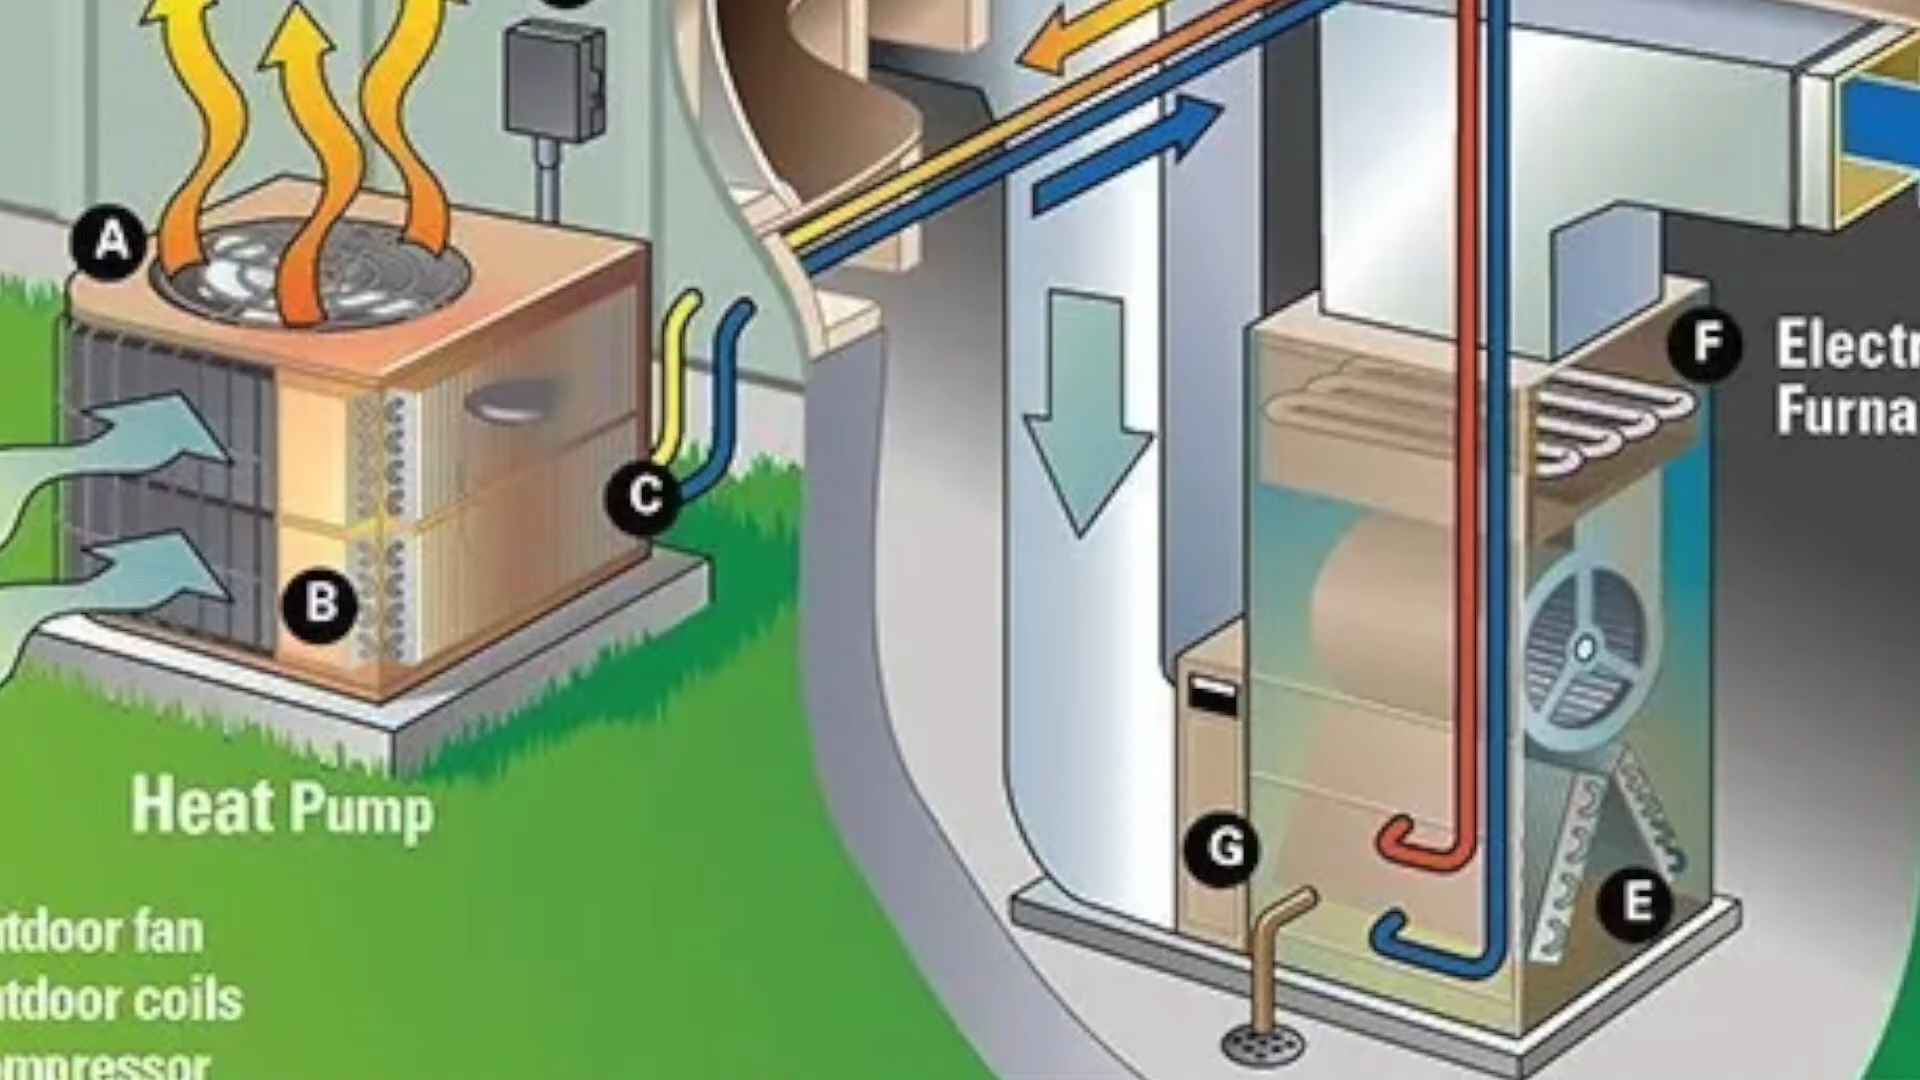 A
C
B
F
Electr
Furna
Heat Pump
G
E
tdoor fan
tdoor coils
mpressor